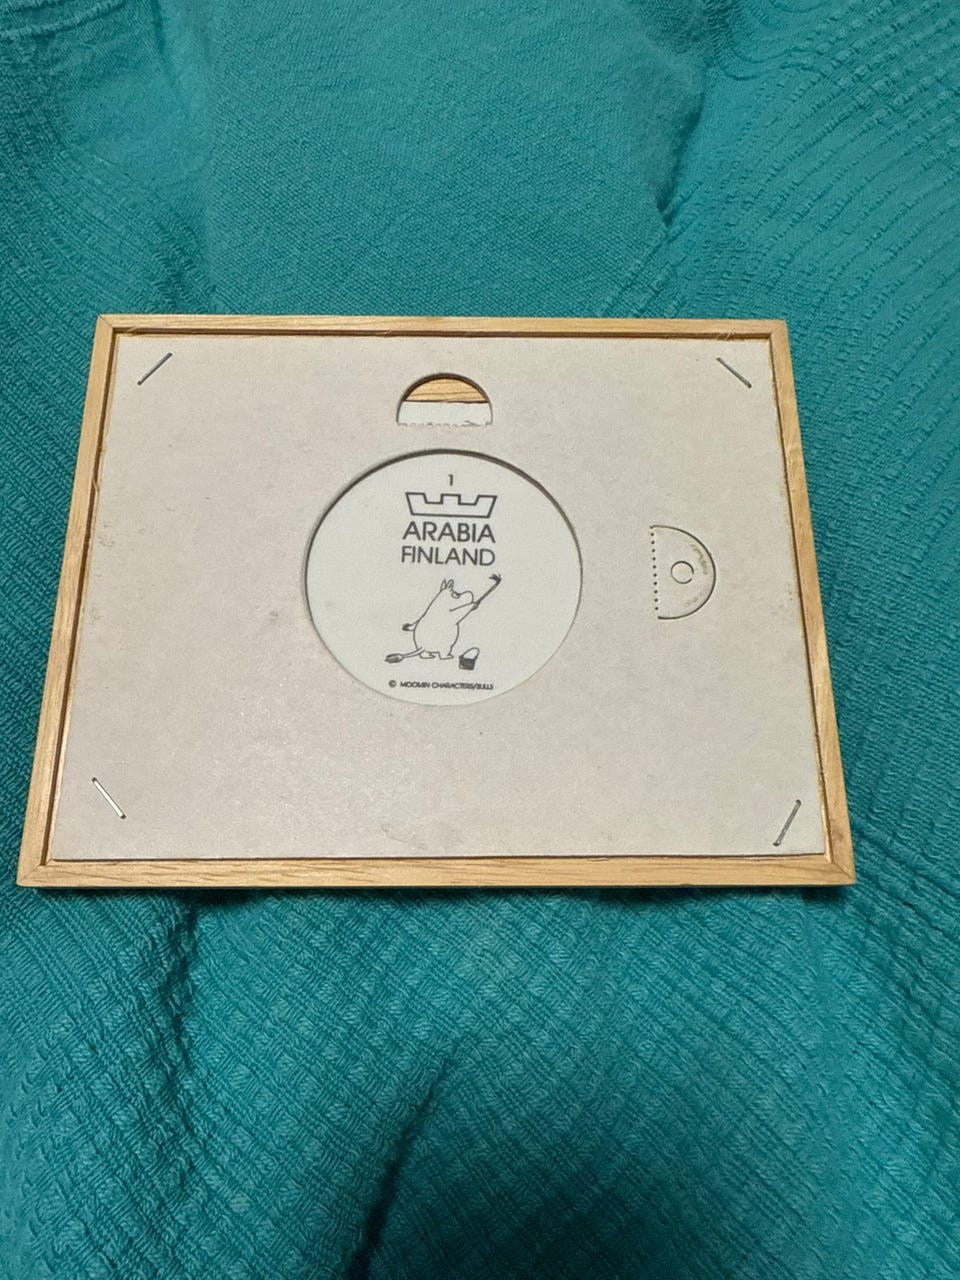 1
ARABIA
FINLAND
© MOOMIN CHARACTERS/BULLS